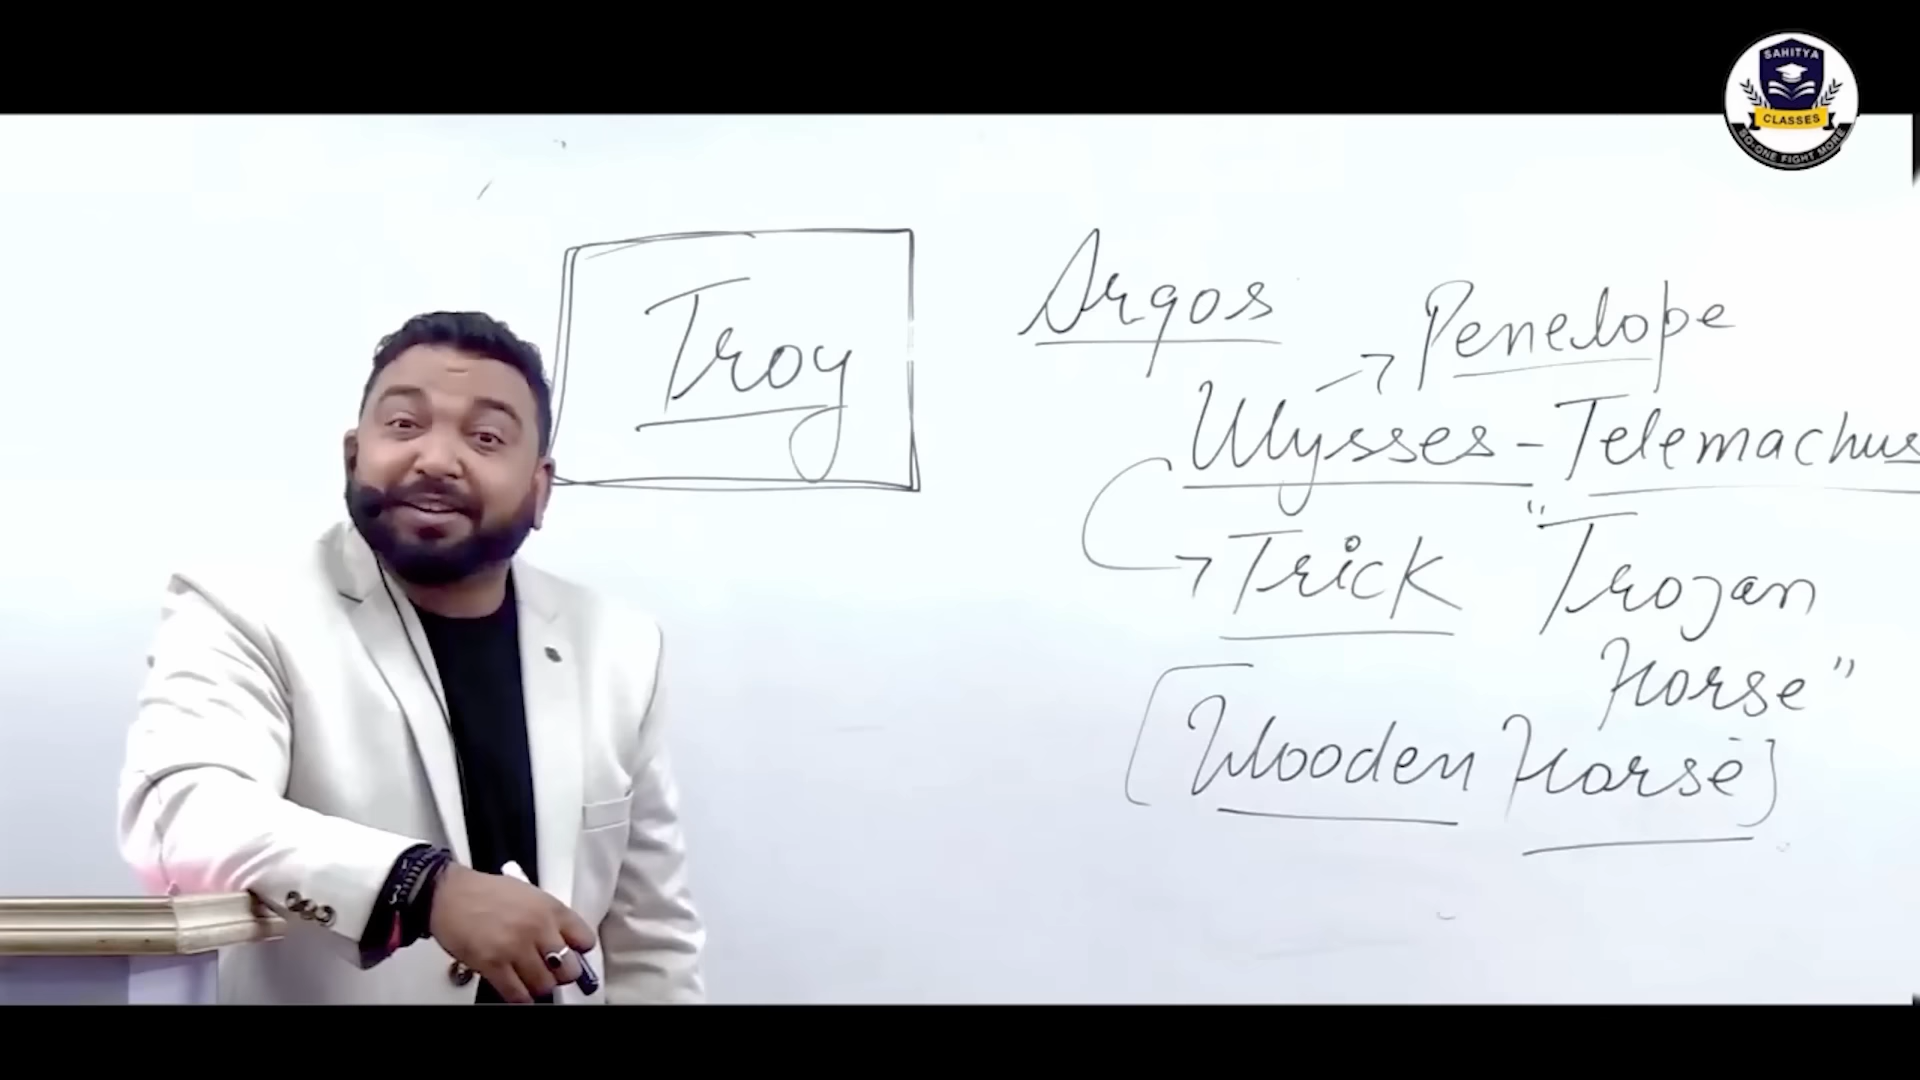 SAHITYA
CLASSES
SO-ONE FIGHT MORE
Troy
Argos
→ Penelope
Ulysses - Telemachus
→ Trick "Trojan
Horse"
[Wooden Horse]